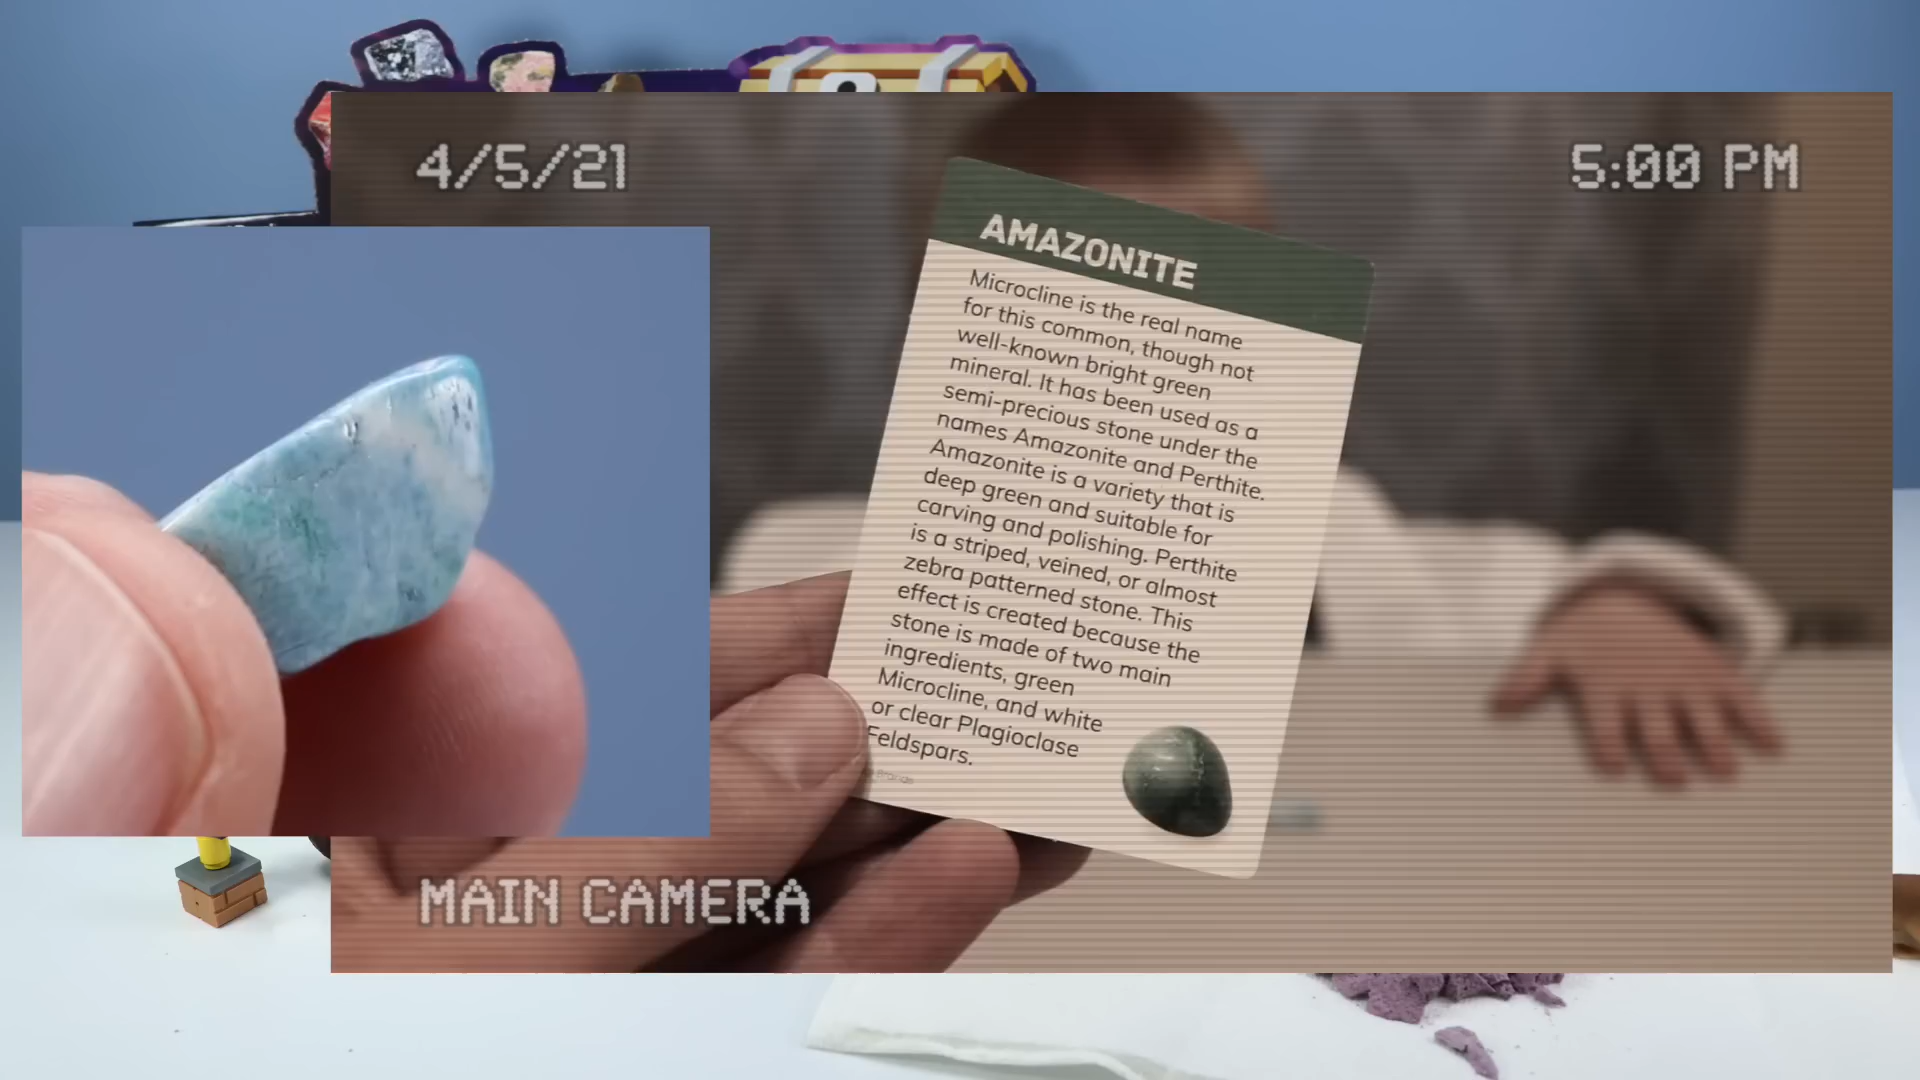 4/5/21
5:00 PM
AMAZONITE
Microcline is the real name
for this common, though not
well-known bright green
mineral. It has been used as a
semi-precious stone under the
names Amazonite and Perthite.
Amazonite is a variety that is
deep green and suitable for
carving and polishing. Perthite
is a striped, veined, or almost
zebra patterned stone. This
effect is created because the
stone is made of two main
ingredients, green
Microcline, and white
or clear Plagioclase
Feldspars.
Brands
MAIN CAMERA